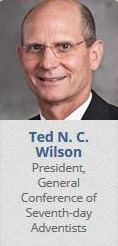 Ted N. C.
Wilson
President,
General
Conference of
Seventh-day
Adventists